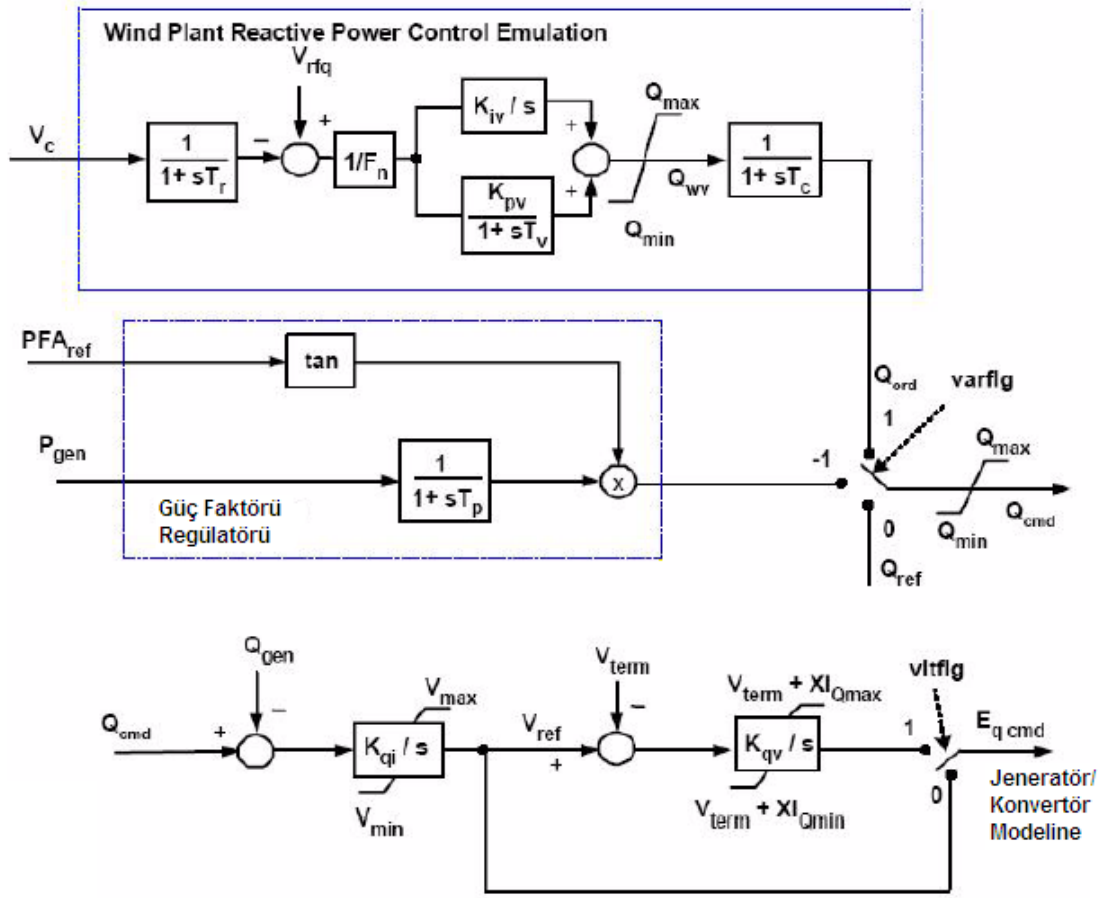 Wind Plant Reactive Power Control Emulation
V_rfq
K_iv / s
Q_max
V_c
−
+
+
1
1+ sT_r
1/F_n
Q_wv
1
1+ sT_c
K_pv
1+ sT_v
+
Q_min
PFA_ref
tan
Q_ord
varflg
1
P_gen
1
1+ sT_p
x
-1
Q_max
Q_cmd
Güç Faktörü
Regülatörü
0
Q_min
Q_ref
Q_gen
V_term
vltflg
−
V_max
−
V_term + XI_Qmax
Q_cmd
+
K_qi / s
V_ref
+
K_qv / s
1
E_q cmd
V_min
V_term + XI_Qmin
0
Jeneratör/
Konvertör
Modeline